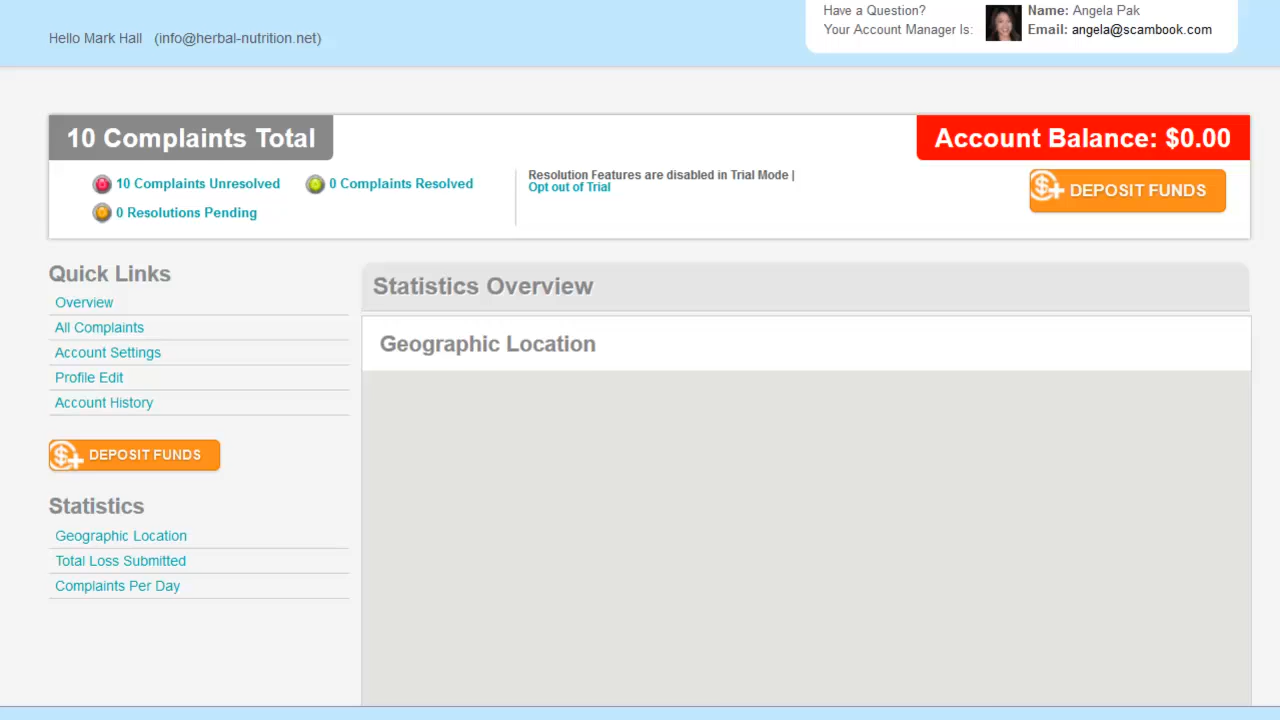 Have a Question?
Your Account Manager Is:
Name: Angela Pak
Email: angela@scambook.com
Hello Mark Hall (info@herbal-nutrition.net)
10 Complaints Total
Account Balance: $0.00
10 Complaints Unresolved
0 Complaints Resolved
0 Resolutions Pending
Resolution Features are disabled in Trial Mode |
Opt out of Trial
DEPOSIT FUNDS
Quick Links
Overview
All Complaints
Account Settings
Profile Edit
Account History
DEPOSIT FUNDS
Statistics
Geographic Location
Total Loss Submitted
Complaints Per Day
Statistics Overview
Geographic Location